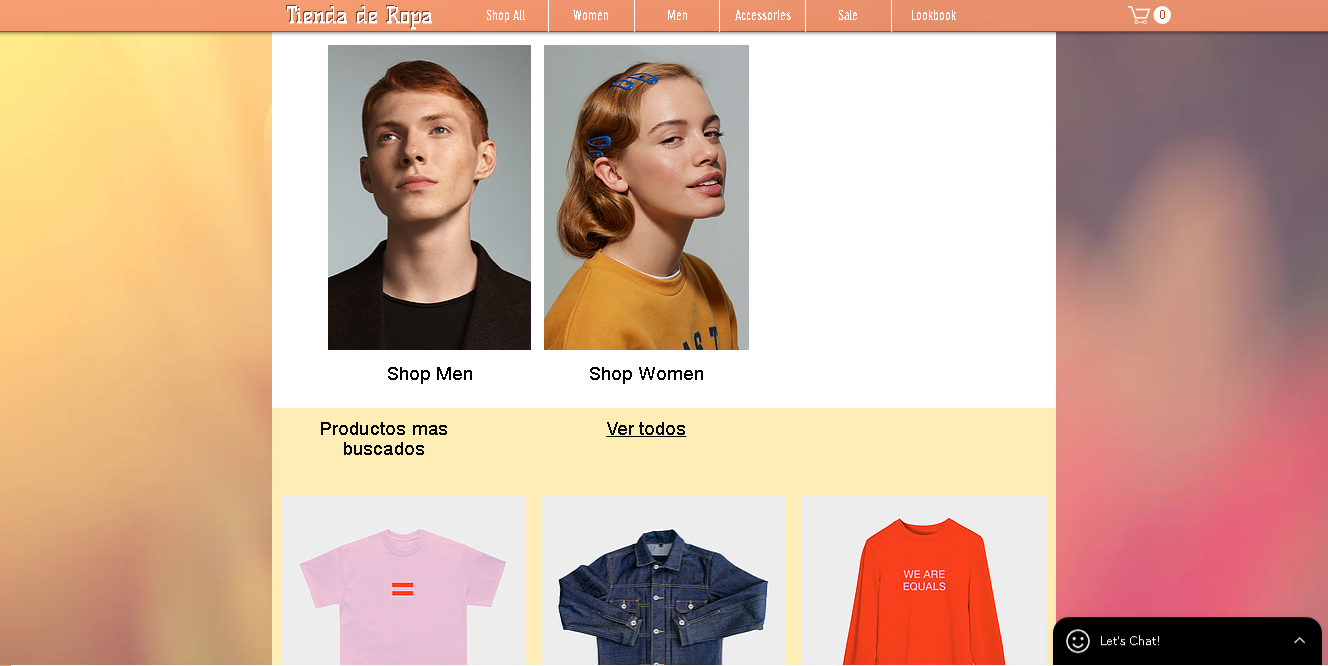 Tienda de Ropa
Shop All
Women
Men
Accessories
Sale
Lookbook
0
Shop Men
Shop Women
Productos mas
buscados
Ver todos
WE ARE
EQUALS
Let's Chat!